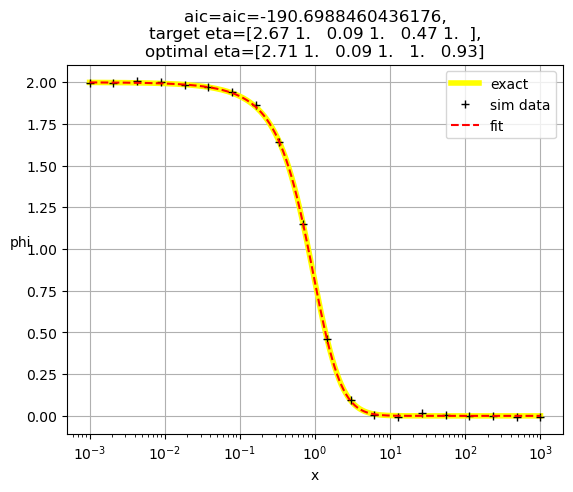 aic=aic=-190.6988460436176,
target eta=[2.67 1.   0.09 1.   0.47 1.  ],
optimal eta=[2.71 1.   0.09 1.   1.   0.93]
exact
sim data
fit
2.00
1.75
1.50
1.25
1.00
0.75
0.50
0.25
0.00
phi
10⁻³
10⁻²
10⁻¹
10⁰
10¹
10²
10³
x